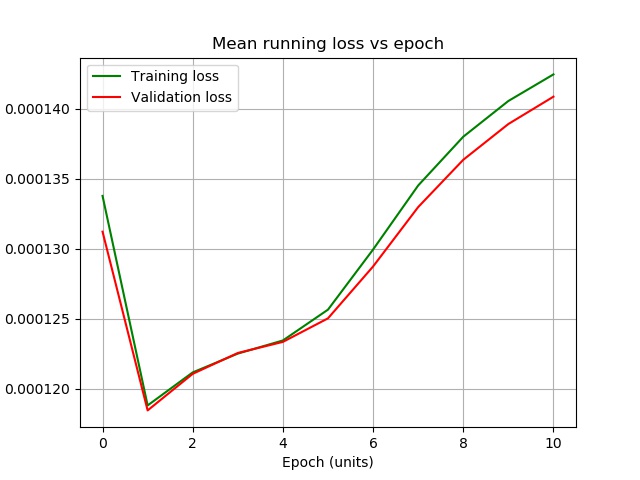 Mean running loss vs epoch
Training loss
Validation loss
0.000140
0.000135
0.000130
0.000125
0.000120
0 2 4 6 8 10
Epoch (units)